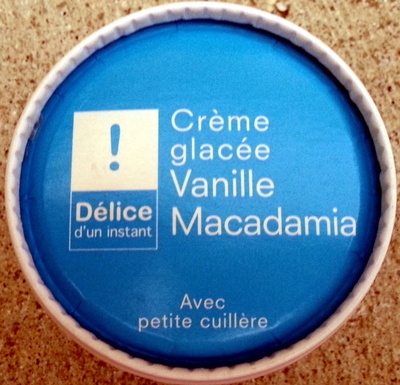 !
Délice
d'un instant
Crème
glacée
Vanille
Macadamia
Avec
petite cuillère